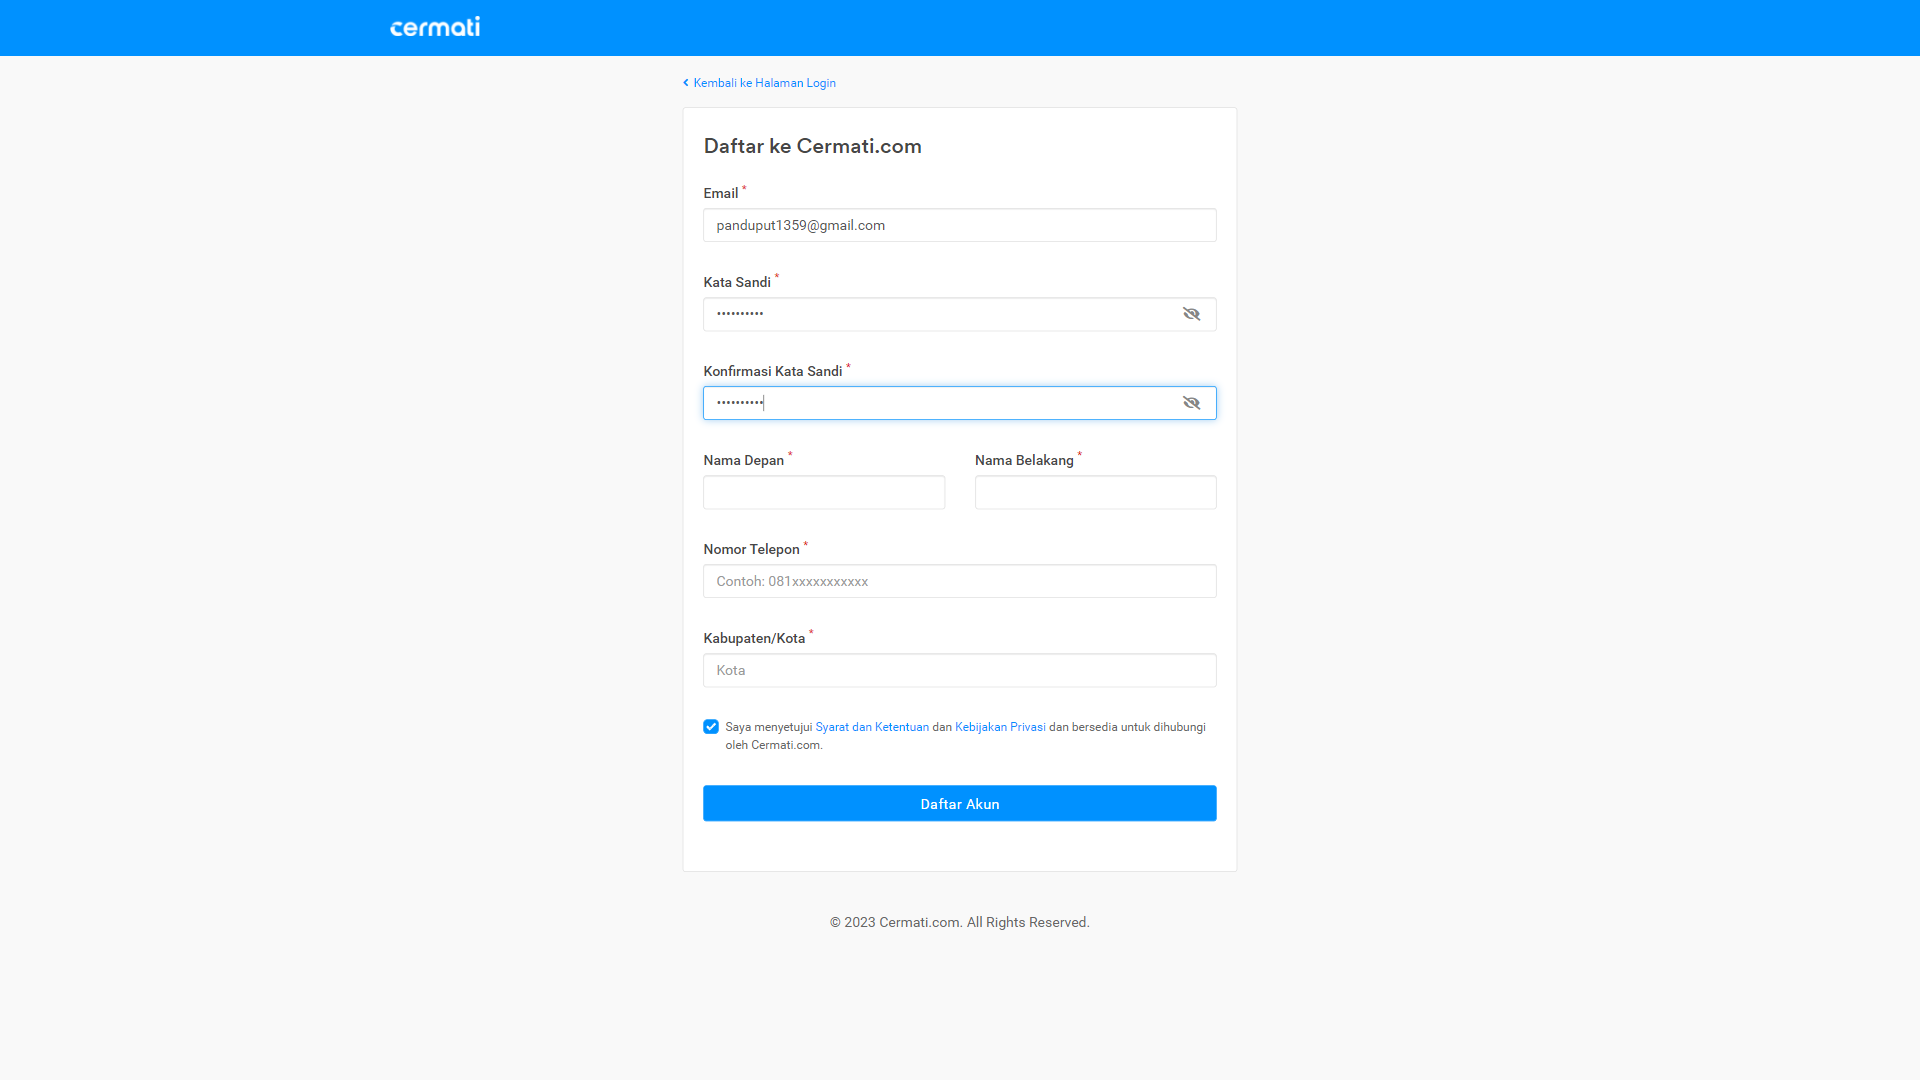 cermati
Kembali ke Halaman Login
Daftar ke Cermati.com
Email *
panduput1359@gmail.com
Kata Sandi *
••••••••••
Konfirmasi Kata Sandi *
••••••••••
Nama Depan *
Nama Belakang *
Nomor Telepon *
Contoh: 081xxxxxxxxxxx
Kabupaten/Kota *
Kota
Saya menyetujui Syarat dan Ketentuan dan Kebijakan Privasi dan bersedia untuk dihubungi
oleh Cermati.com.
Daftar Akun
© 2023 Cermati.com. All Rights Reserved.